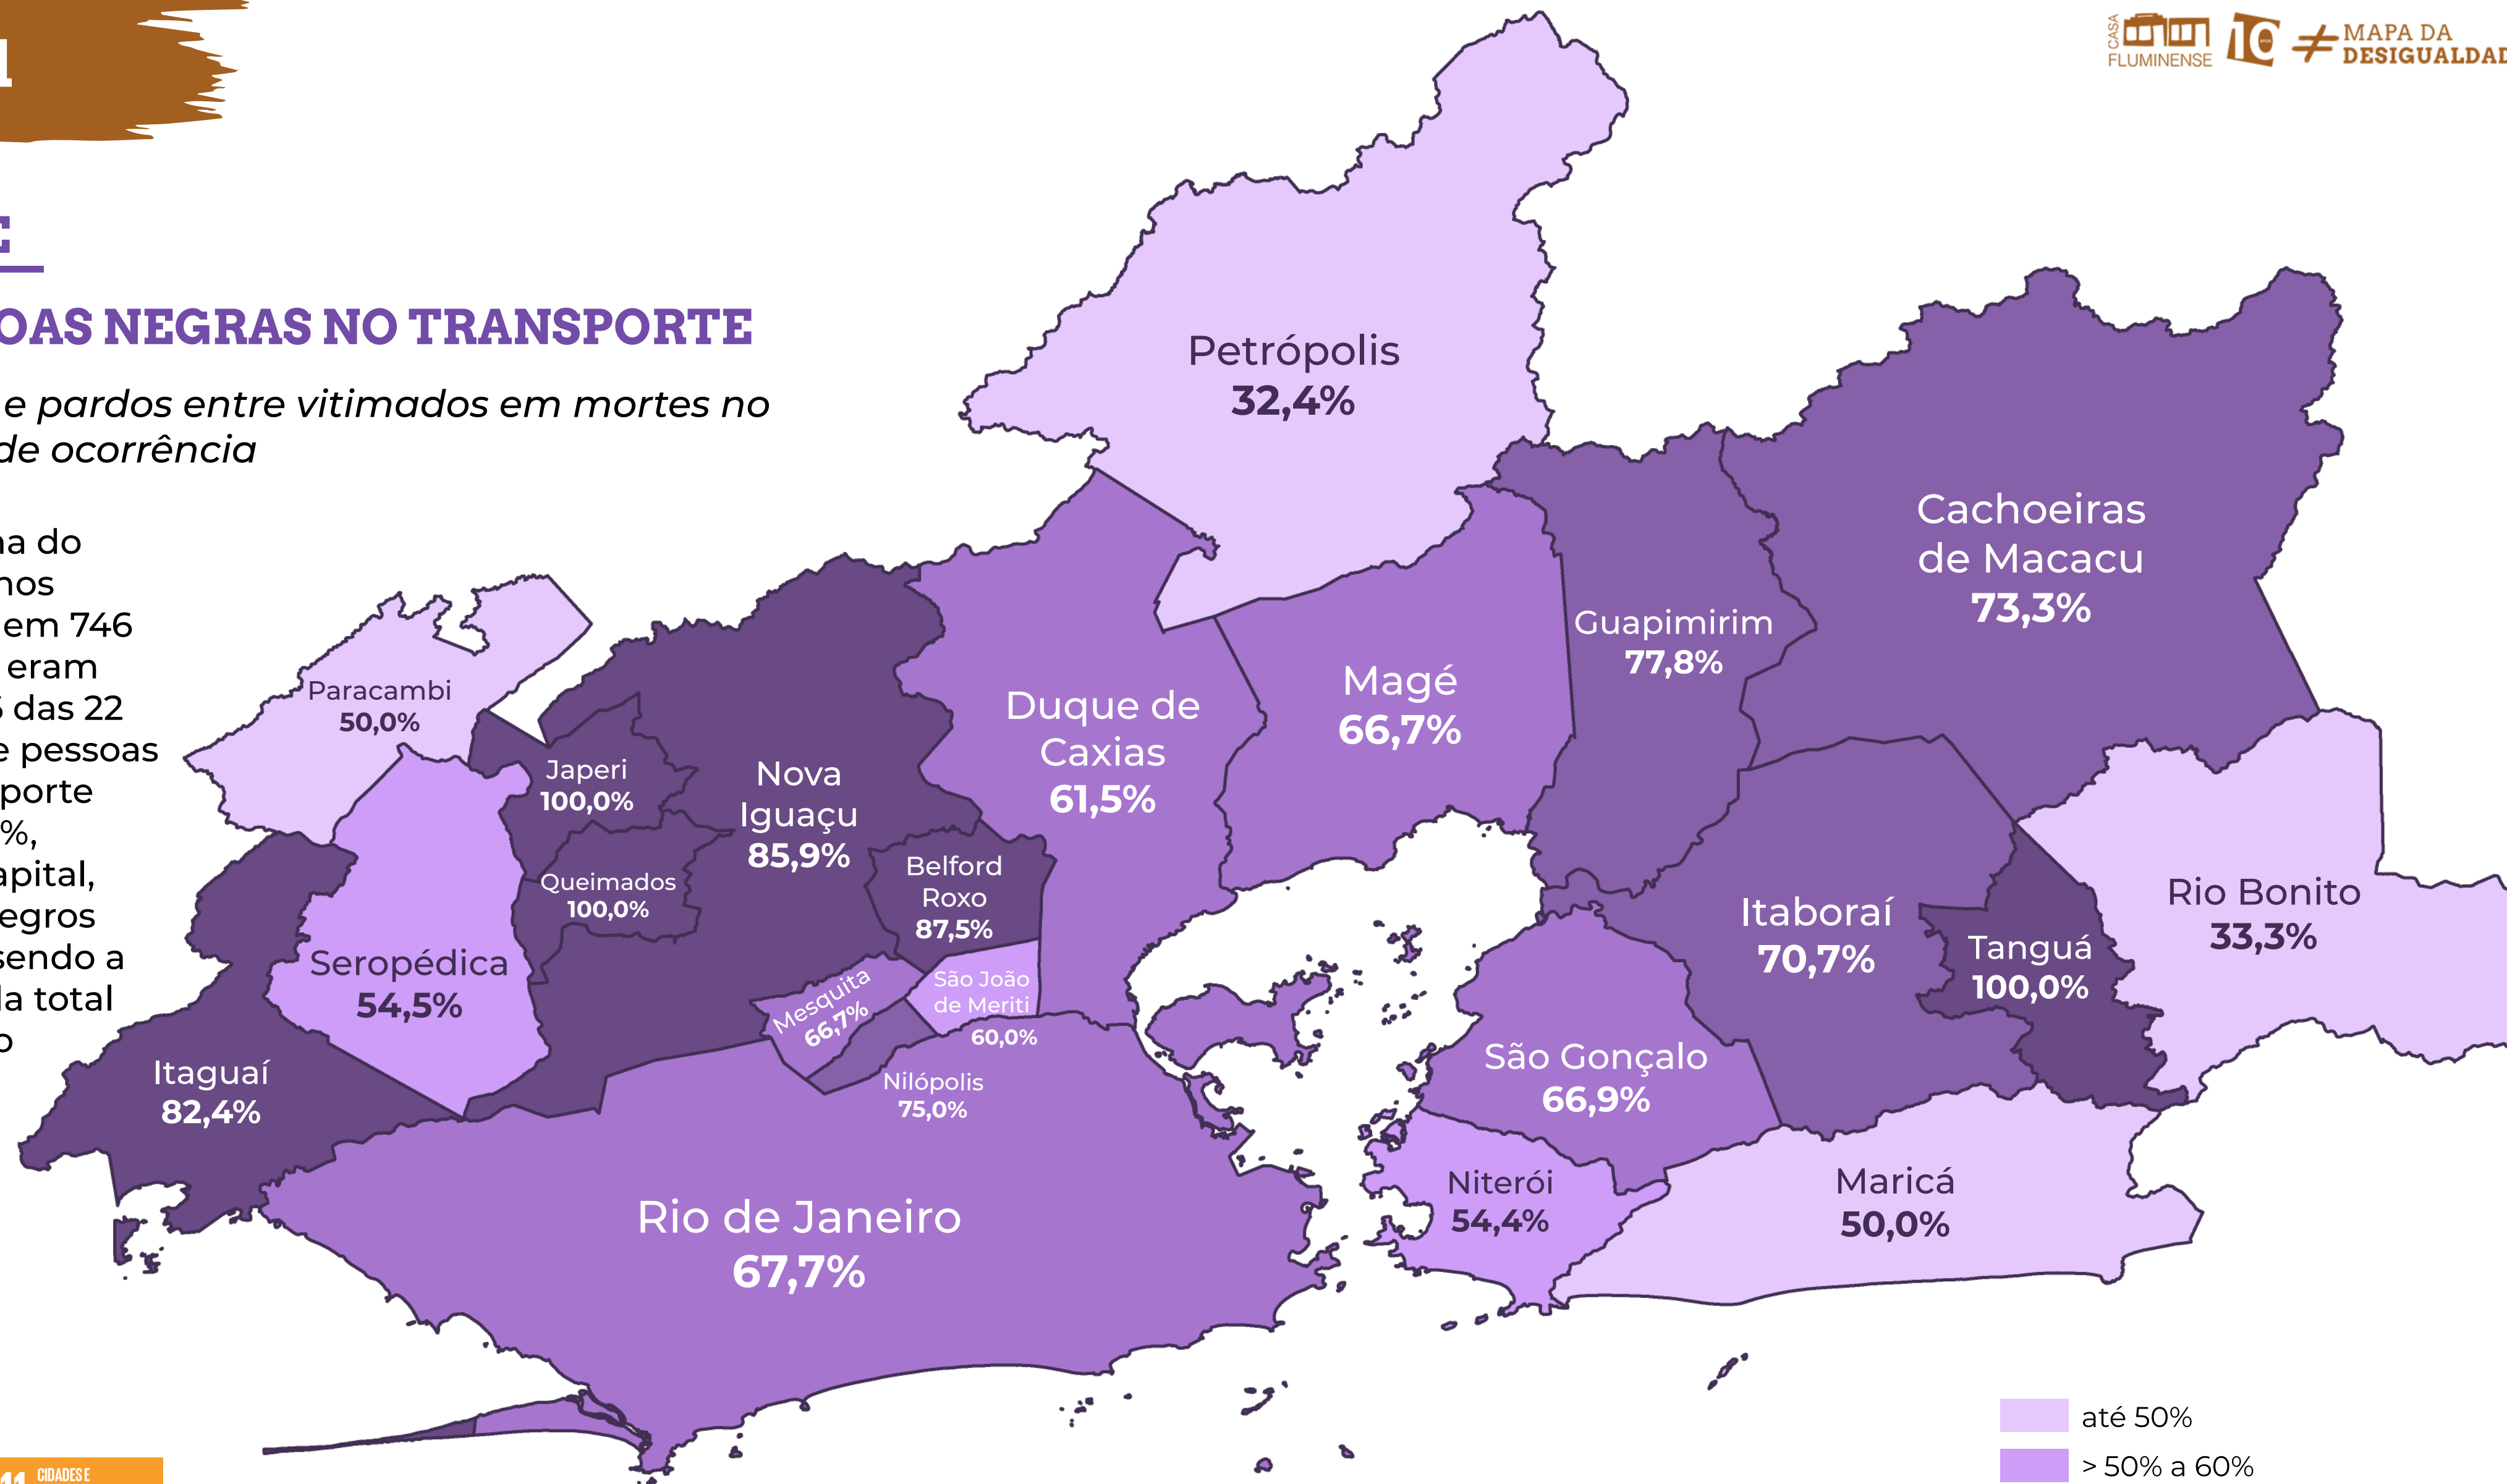 CASA
FLUMINENSE
10
MAPA DA
DESIGUALDAD
E
OAS NEGRAS NO TRANSPORTE
e pardos entre vitimados em mortes no
de ocorrência
na do
nos
em 746
eram
das 22
e pessoas
porte
%,
apital,
egros
sendo a
da total
o
Petrópolis
32,4%
Cachoeiras
de Macacu
73,3%
Guapimirim
77,8%
Magé
66,7%
Duque de
Caxias
61,5%
Paracambi
50,0%
Japeri
100,0%
Nova
Iguaçu
85,9%
Queimados
100,0%
Belford
Roxo
87,5%
Seropédica
54,5%
Mesquita
66,7%
São João
de Meriti
60,0%
Nilópolis
75,0%
Itaguaí
82,4%
Rio de Janeiro
67,7%
Itaboraí
70,7%
Tanguá
100,0%
Rio Bonito
33,3%
São Gonçalo
66,9%
Niterói
54,4%
Maricá
50,0%
até 50%
> 50% a 60%
11 CIDADES E